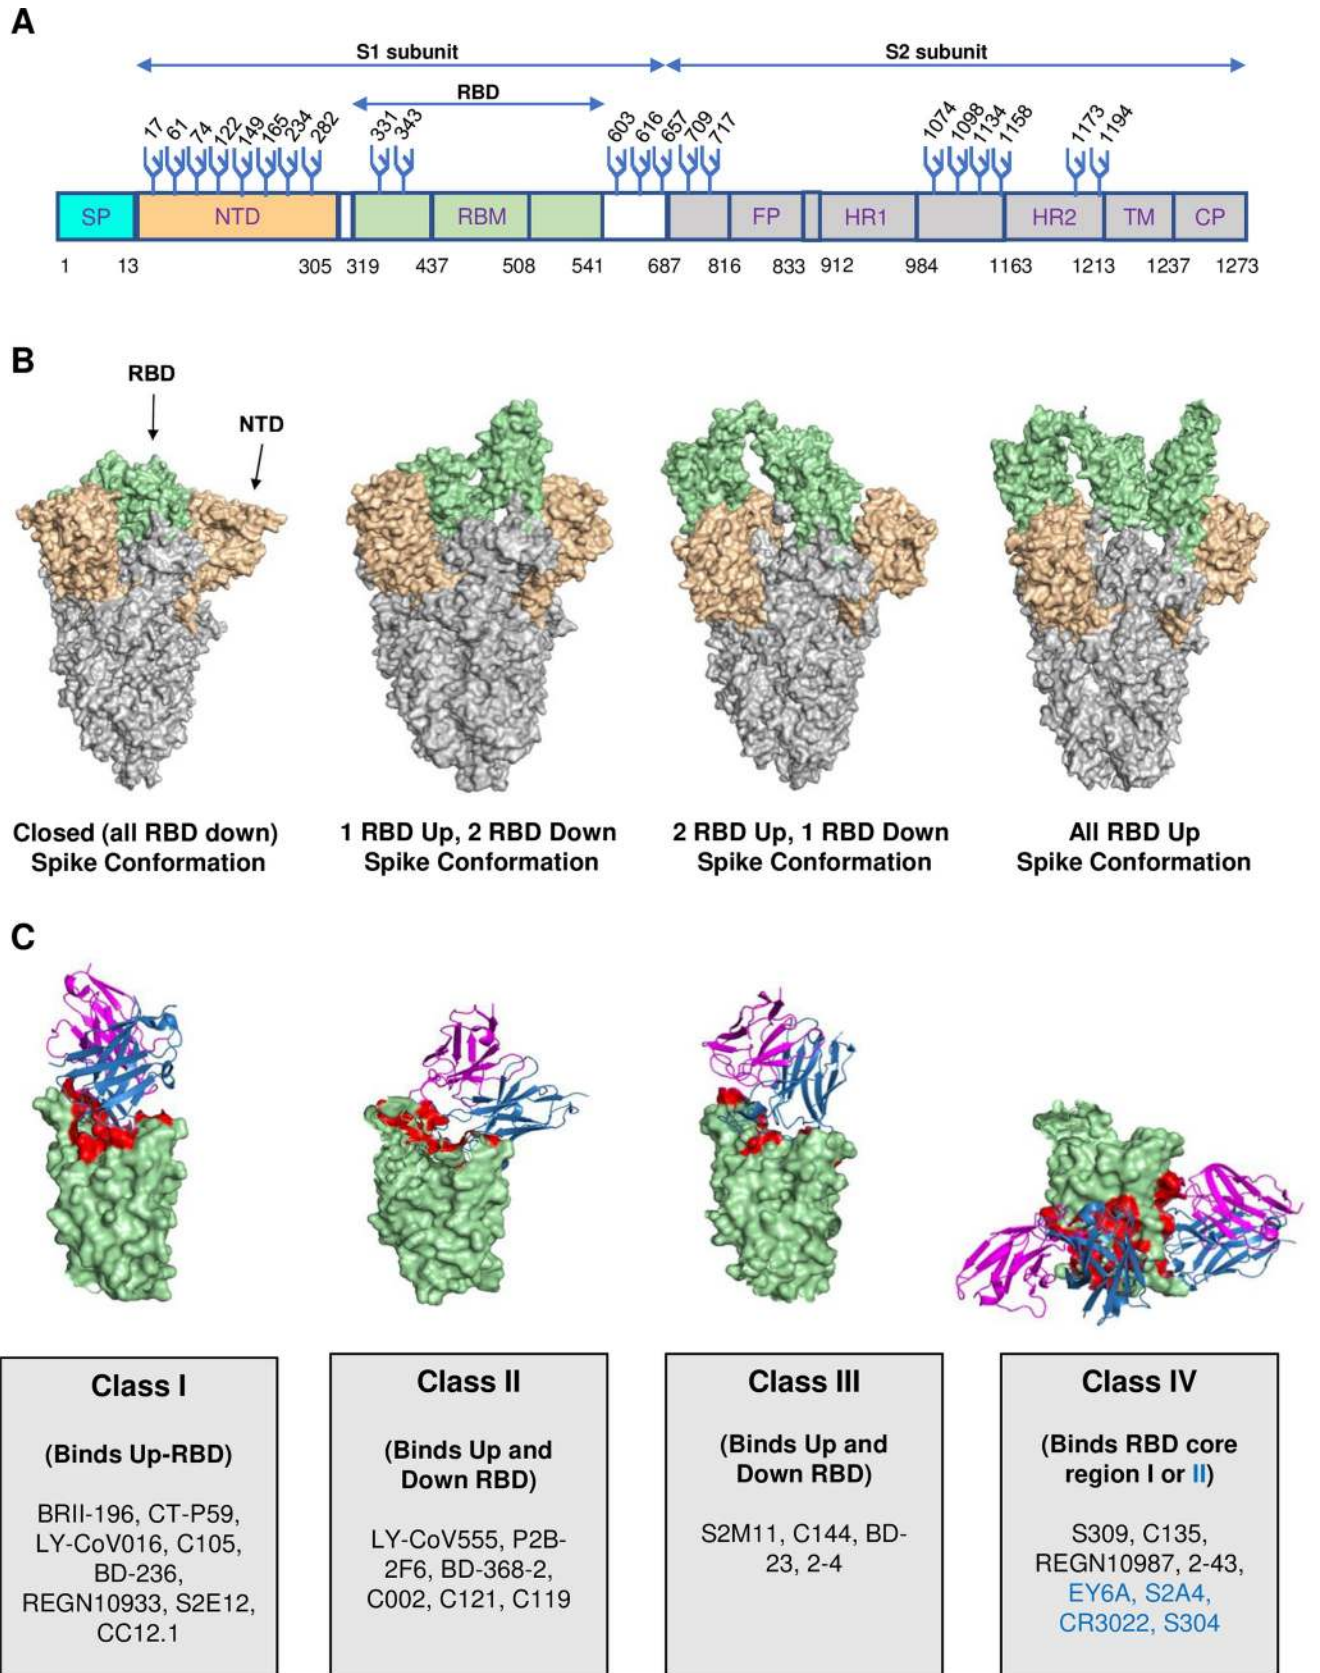 A
S1 subunit
S2 subunit
RBD
17 61 74 122 149 165 234 282 331 343 603 616 657 709 717 1074 1098 1134 1158 1173 1194
SP NTD RBM FP HR1 HR2 TM CP
1 13 305 319 437 508 541 687 816 833 912 984 1163 1213 1237 1273
B
RBD
NTD
Closed (all RBD down)
Spike Conformation
1 RBD Up, 2 RBD Down
Spike Conformation
2 RBD Up, 1 RBD Down
Spike Conformation
All RBD Up
Spike Conformation
C
Class I
(Binds Up-RBD)
BRII-196, CT-P59,
LY-CoV016, C105,
BD-236,
REGN10933, S2E12,
CC12.1
Class II
(Binds Up and
Down RBD)
LY-CoV555, P2B-
2F6, BD-368-2,
C002, C121, C119
Class III
(Binds Up and
Down RBD)
S2M11, C144, BD-
23, 2-4
Class IV
(Binds RBD core
region I or II)
S309, C135,
REGN10987, 2-43,
EY6A, S2A4,
CR3022, S304